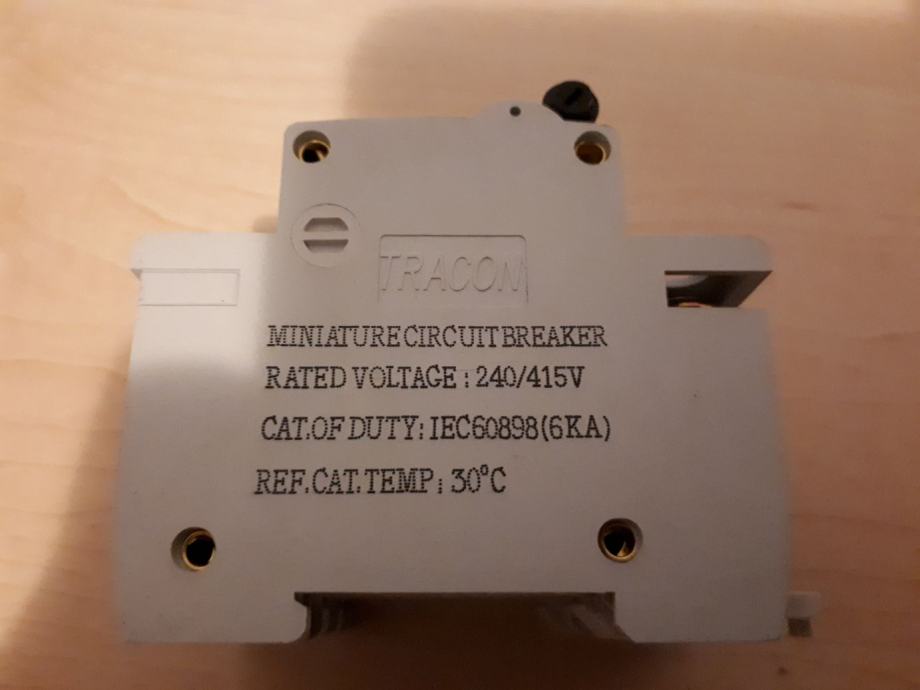 TRACON
MINIATURE CIRCUIT BREAKER
RATED VOLTAGE : 240/415V
CAT.OF DUTY: IEC60898(6KA)
REF.CAT.TEMP: 30°C